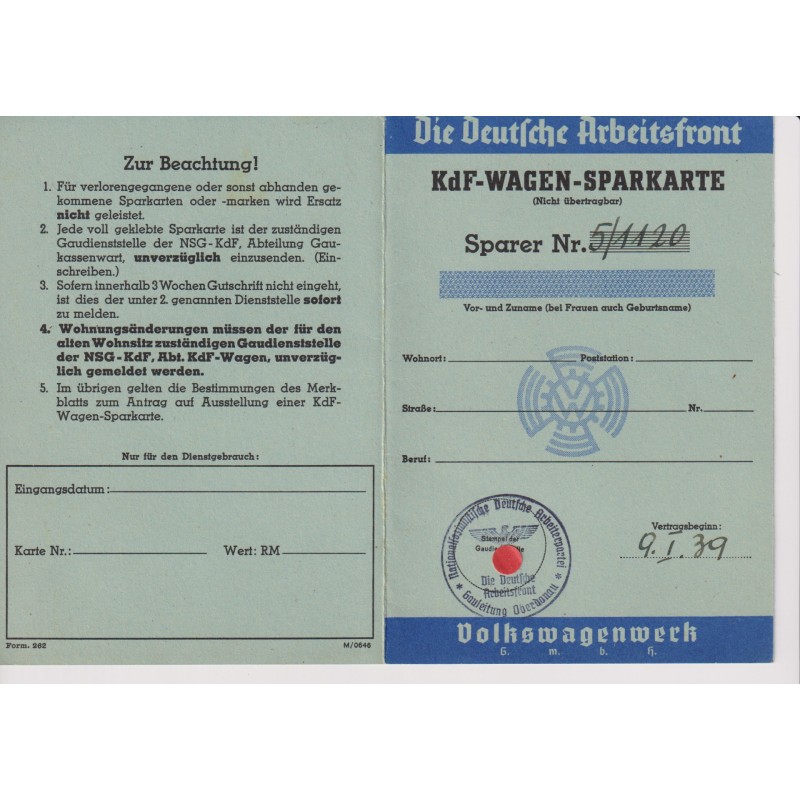 Zur Beachtung!
1. Für verlorengegangene oder sonst abhanden ge-
kommene Sparkarten oder -marken wird Ersatz
nicht geleistet.
2. Jede voll geklebte Sparkarte ist der zuständigen
Gaudienststelle der NSG-KdF, Abteilung Gau-
kassenwart, unverzüglich einzusenden. (Ein-
schreiben.)
3. Sofern innerhalb 3 Wochen Gutschrift nicht eingeht,
ist dies der unter 2. genannten Dienststelle sofort
zu melden.
4. Wohnungsänderungen müssen der für den
alten Wohnsitz zuständigen Gaudienststelle
der NSG-KdF, Abt. KdF-Wagen, unverzüg-
lich gemeldet werden.
5. Im übrigen gelten die Bestimmungen des Merk-
blatts zum Antrag auf Ausstellung einer KdF-
Wagen-Sparkarte.
Nur für den Dienstgebrauch:
Eingangsdatum:
Karte Nr.: Wert: RM
Form. 962 M/0646
Die Deutsche Arbeitsfront
KdF-WAGEN-SPARKARTE
(Nicht übertragbar)
Sparer Nr. 5/1120
Vor- und Zuname (bei Frauen auch Geburtsname)
Wohnort: Poststation:
VW
Straße: Nr.
Beruf:
Nationalsozialistische Deutsche Arbeiterpartei
Stempel der
Die Deutsche
Arbeitsfront
* Gauleitung Oberdonau *
Vertragsbeginn:
9. I. 39
Volkswagenwerk
G. m. b. H.